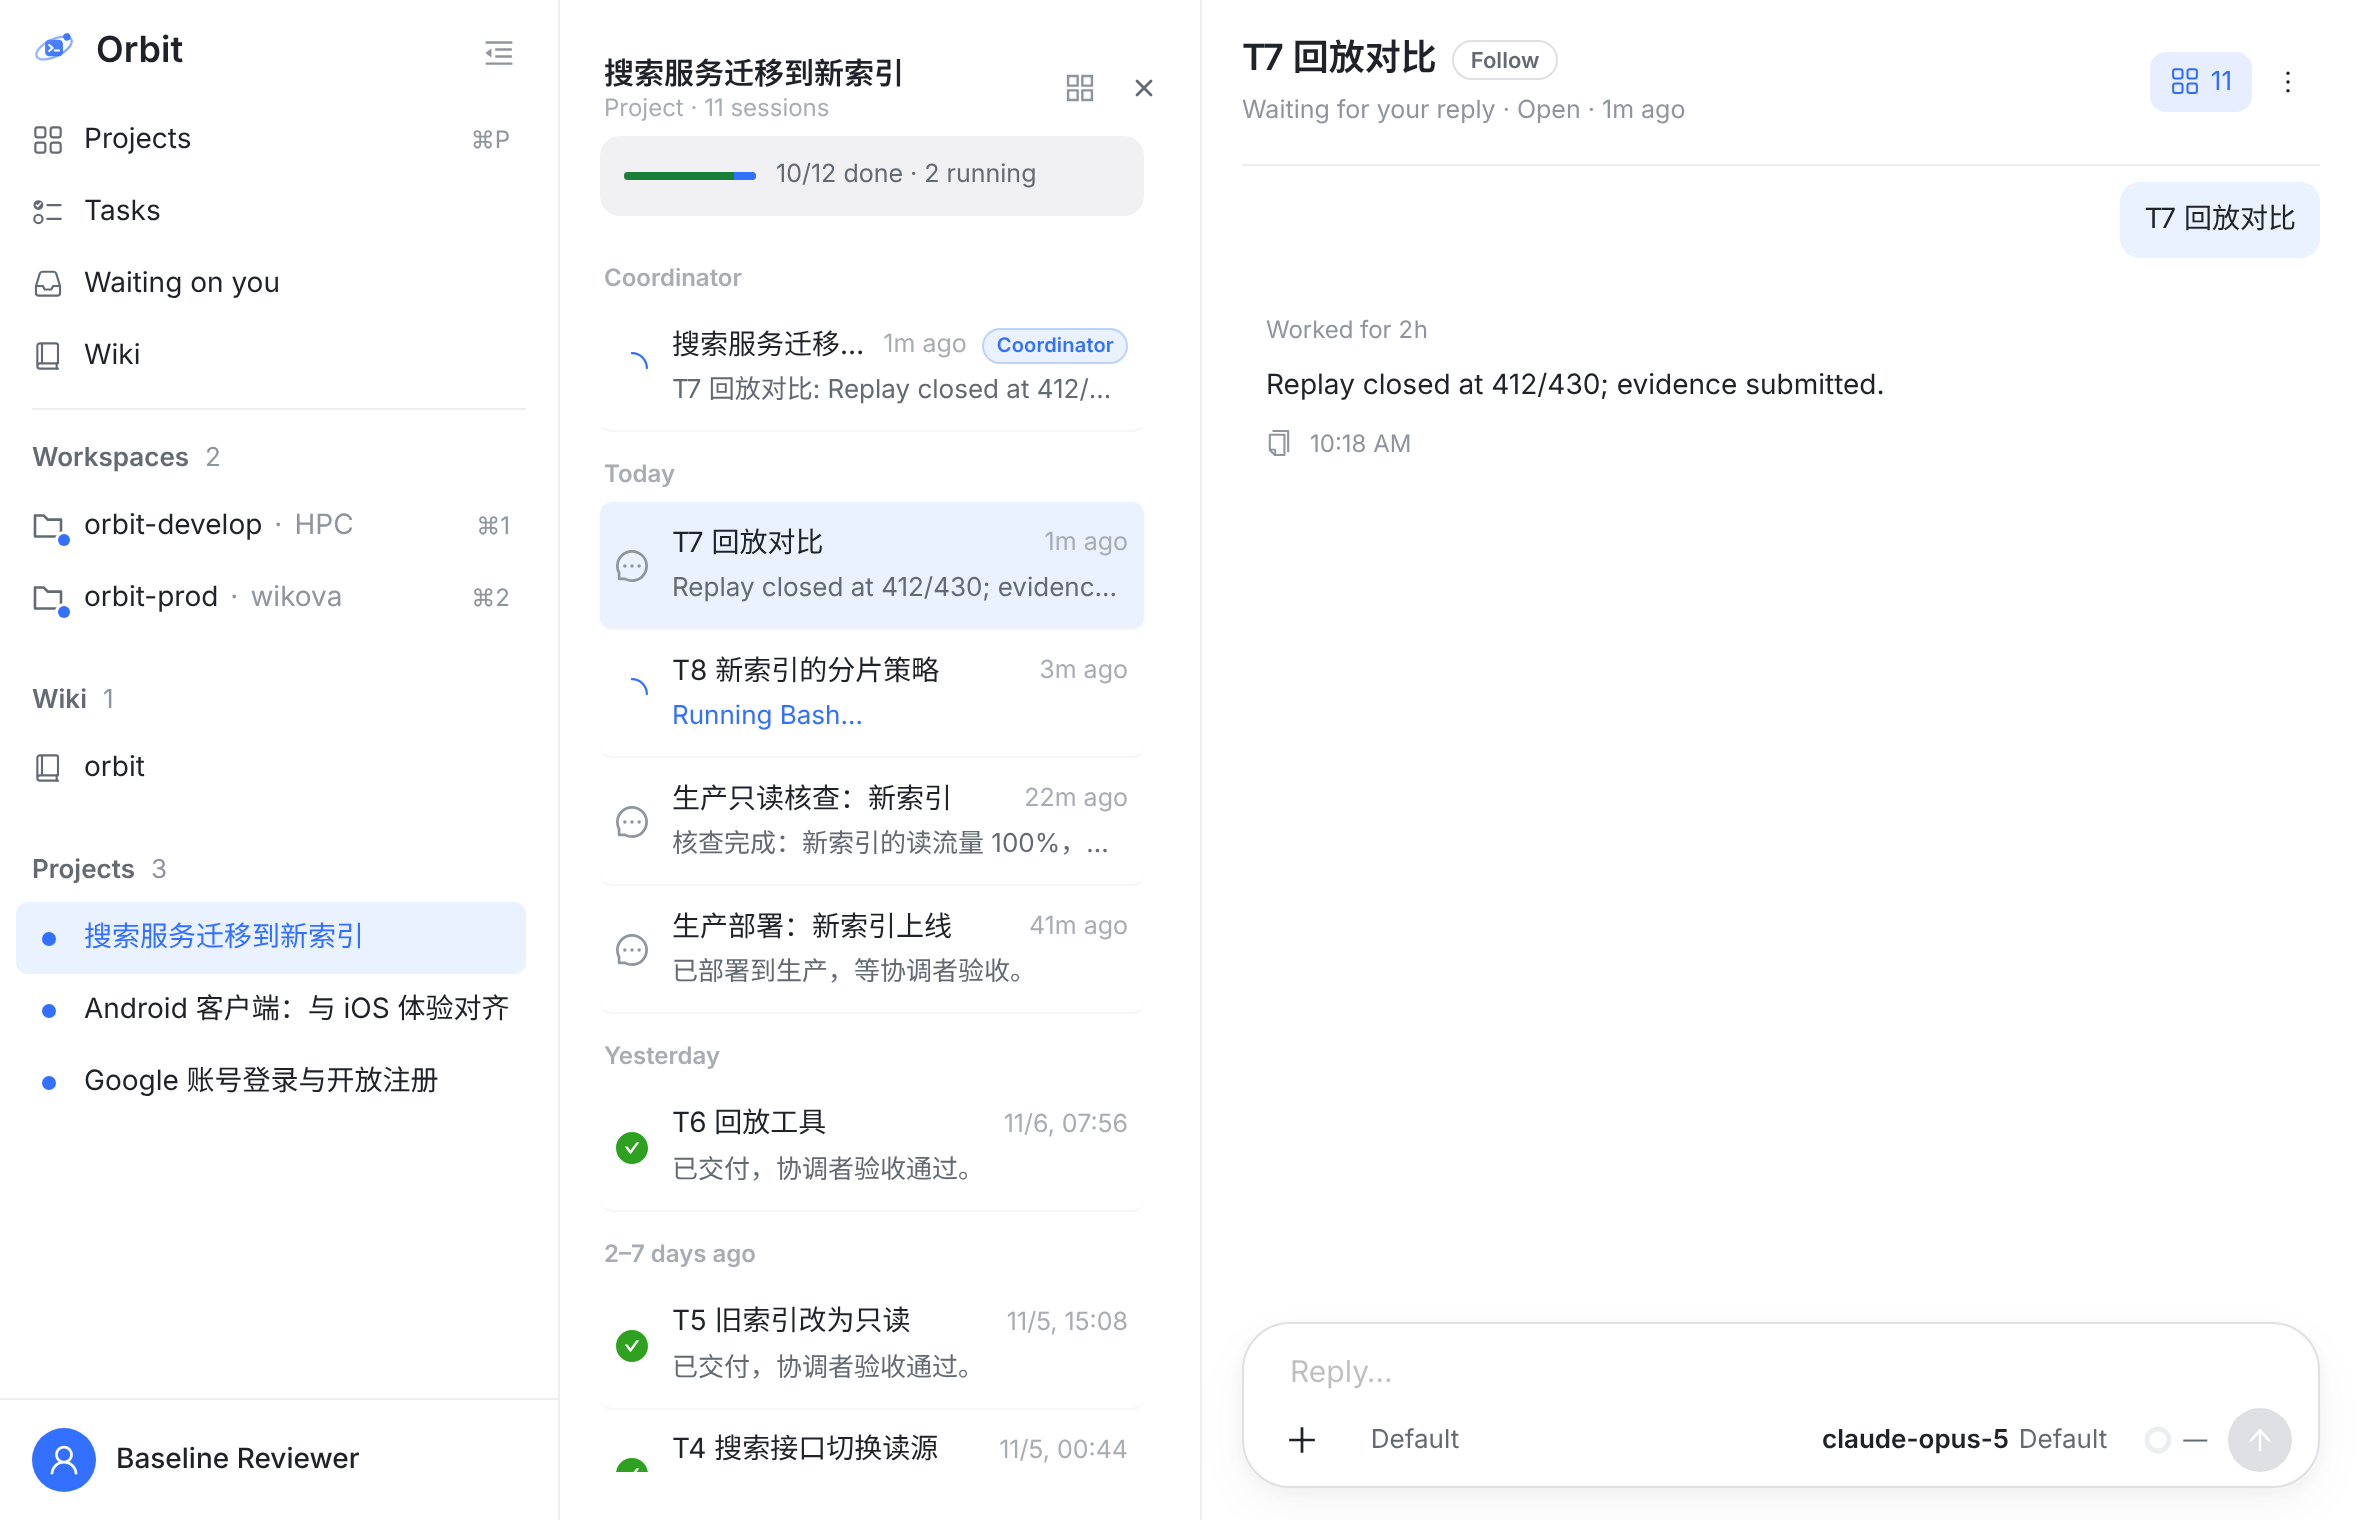 Orbit
Projects ⌘P
Tasks
Waiting on you
Wiki
Workspaces 2
orbit-develop · HPC ⌘1
orbit-prod · wikova ⌘2
Wiki 1
orbit
Projects 3
搜索服务迁移到新索引
Android 客户端：与 iOS 体验对齐
Google 账号登录与开放注册
Baseline Reviewer
搜索服务迁移到新索引
Project · 11 sessions
10/12 done · 2 running
Coordinator
搜索服务迁移... 1m ago Coordinator
T7 回放对比: Replay closed at 412/...
Today
T7 回放对比 1m ago
Replay closed at 412/430; evidenc...
T8 新索引的分片策略 3m ago
Running Bash...
生产只读核查：新索引 22m ago
核查完成：新索引的读流量 100%，...
生产部署：新索引上线 41m ago
已部署到生产，等协调者验收。
Yesterday
T6 回放工具 11/6, 07:56
已交付，协调者验收通过。
2–7 days ago
T5 旧索引改为只读 11/5, 15:08
已交付，协调者验收通过。
T4 搜索接口切换读源 11/5, 00:44
T7 回放对比 Follow
Waiting for your reply · Open · 1m ago
11
T7 回放对比
Worked for 2h
Replay closed at 412/430; evidence submitted.
10:18 AM
Reply...
Default
claude-opus-5 Default —